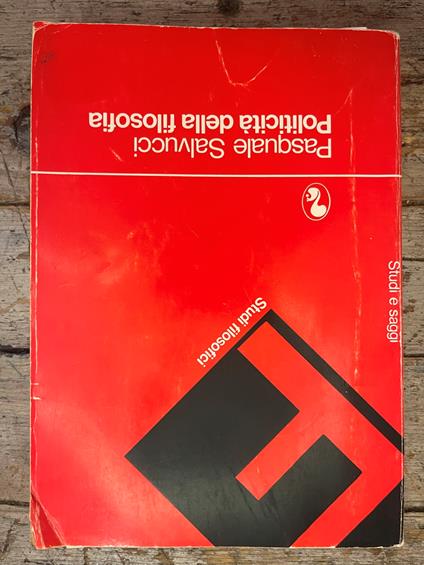 Pasquale Salvucci
Politicità della filosofia
Studi filosofici
Studi e saggi